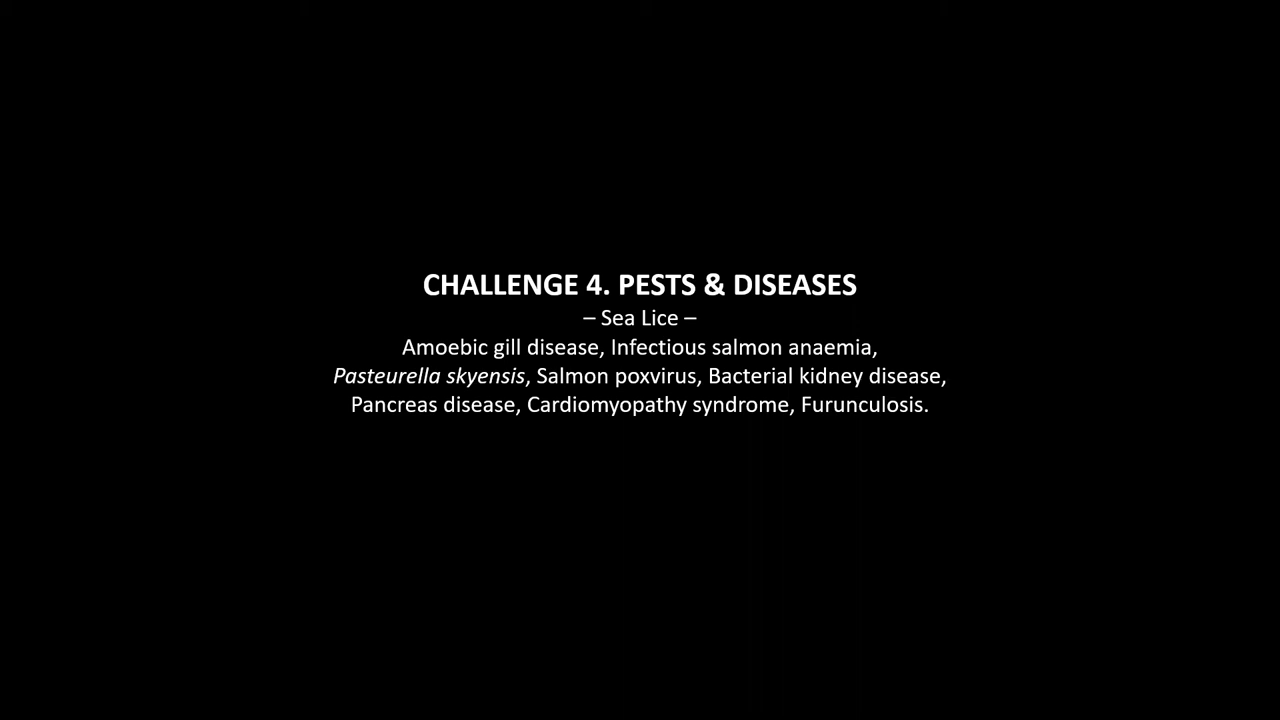 CHALLENGE 4. PESTS & DISEASES
– Sea Lice –
Amoebic gill disease, Infectious salmon anaemia,
Pasteurella skyensis, Salmon poxvirus, Bacterial kidney disease,
Pancreas disease, Cardiomyopathy syndrome, Furunculosis.